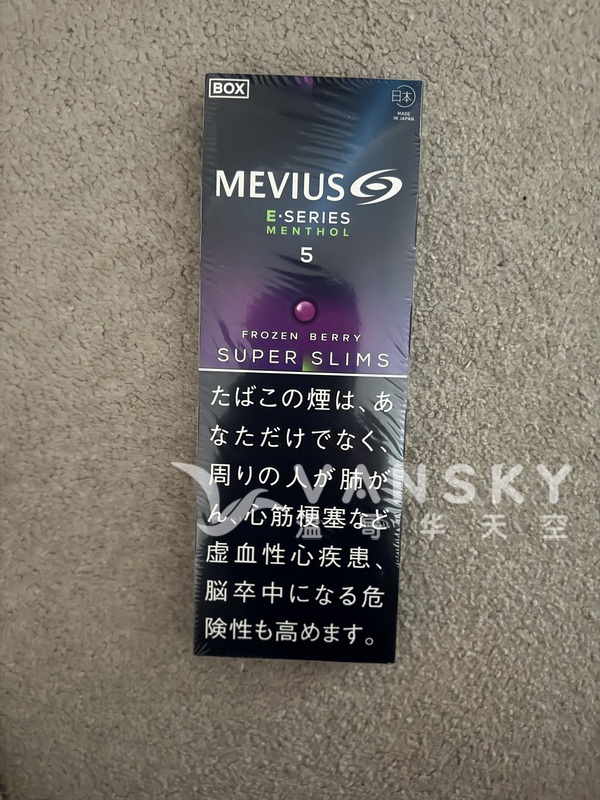 BOX
日本
MADE
IN JAPAN
MEVIUS
E·SERIES
MENTHOL
5
FROZEN BERRY
SUPER SLIMS
たばこの煙は、あ
なただけでなく、
周りの人が肺が
ん、心筋梗塞など
虚血性心疾患、
脳卒中になる危
険性も高めます。
VANSKY
溫哥华天空